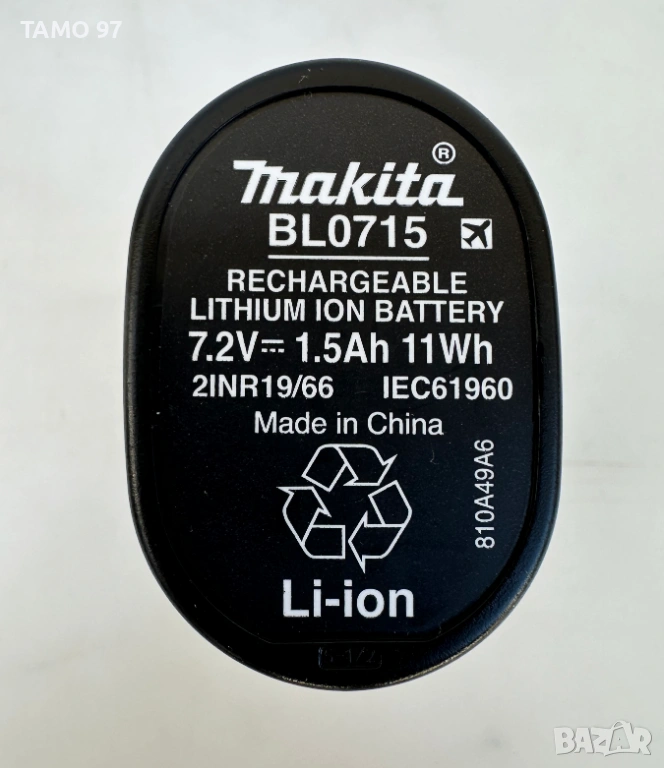 TAMO 97
makita®
BL0715
RECHARGEABLE
LITHIUM ION BATTERY
7.2V⎓ 1.5Ah 11Wh
2INR19/66 IEC61960
Made in China
810A49A6
Li-ion
BAZAR